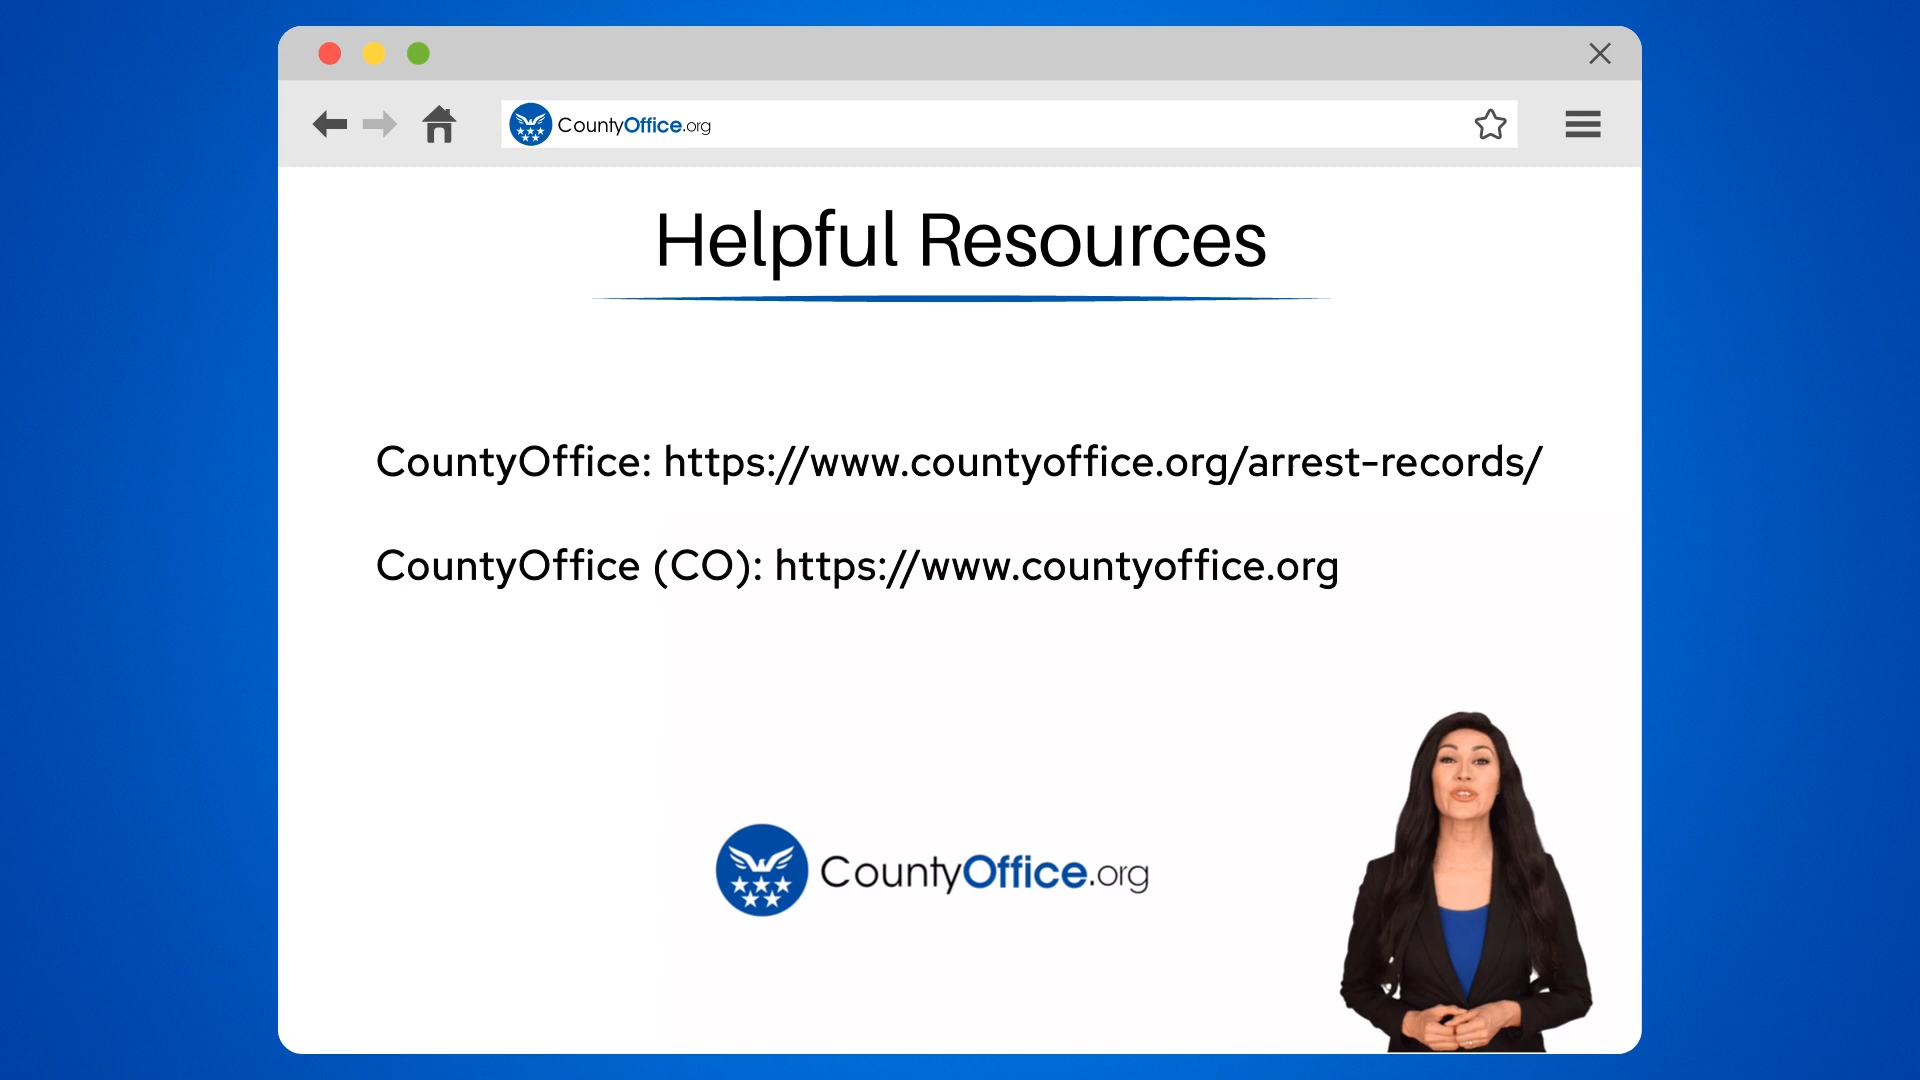 CountyOffice.org
Helpful Resources
CountyOffice: https://www.countyoffice.org/arrest-records/
CountyOffice (CO): https://www.countyoffice.org
CountyOffice.org